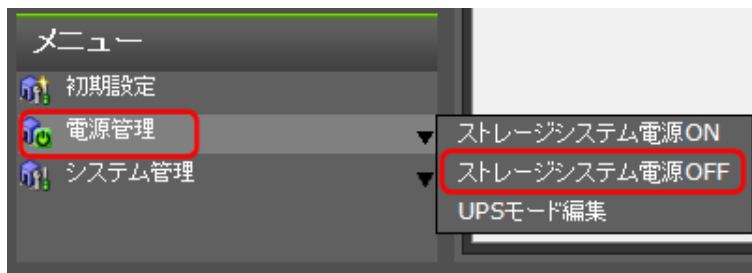 メニュー
初期設定
電源管理
システム管理
ストレージシステム電源ON
ストレージシステム電源OFF
UPSモード編集